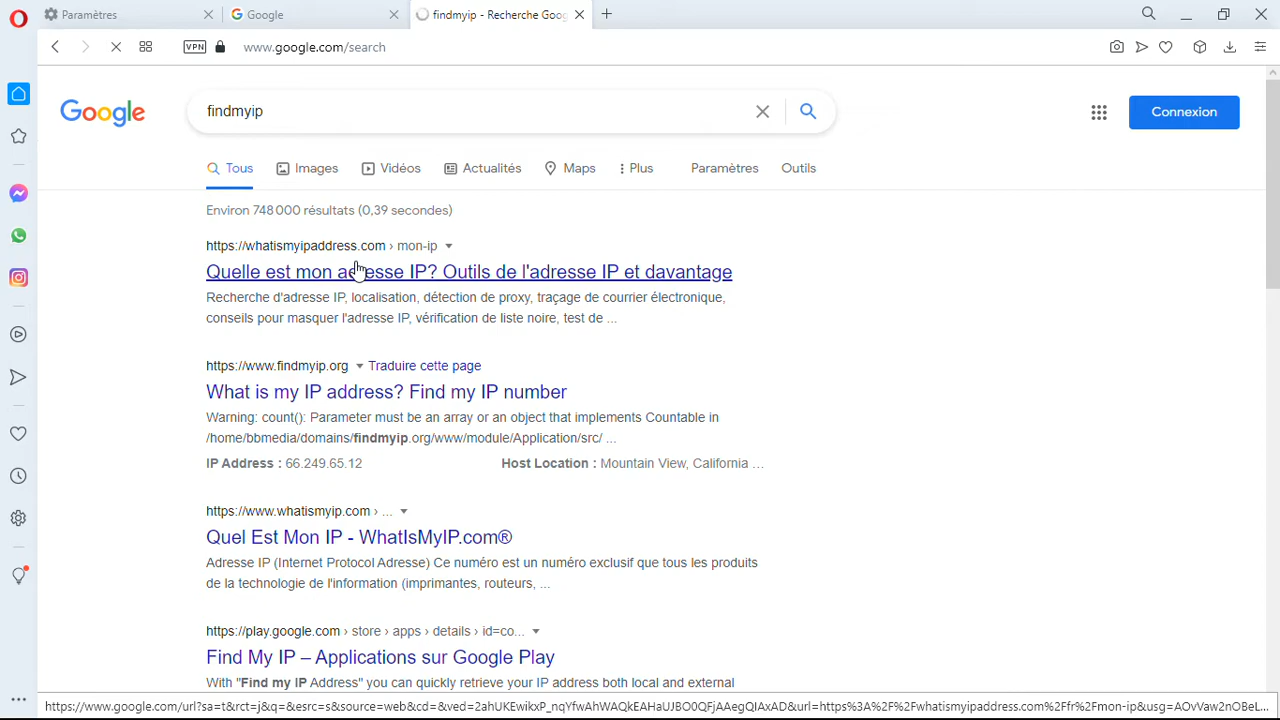 Paramètres
Google
findmyip - Recherche Goo
VPN
www.google.com/search
Google
findmyip
Connexion
Tous Images Vidéos Actualités Maps Plus Paramètres Outils
Environ 748 000 résultats (0,39 secondes)
https://whatismyipaddress.com › mon-ip
Quelle est mon adresse IP? Outils de l'adresse IP et davantage
Recherche d'adresse IP, localisation, détection de proxy, traçage de courrier électronique,
conseils pour masquer l'adresse IP, vérification de liste noire, test de ...
https://www.findmyip.org Traduire cette page
What is my IP address? Find my IP number
Warning: count(): Parameter must be an array or an object that implements Countable in
/home/bbmedia/domains/findmyip.org/www/module/Application/src/ ...
IP Address : 66.249.65.12 Host Location : Mountain View, California ...
https://www.whatismyip.com › ...
Quel Est Mon IP - WhatIsMyIP.com®
Adresse IP (Internet Protocol Adresse) Ce numéro est un numéro exclusif que tous les produits
de la technologie de l'information (imprimantes, routeurs, ...
https://play.google.com › store › apps › details › id=co...
Find My IP – Applications sur Google Play
With "Find my IP Address" you can quickly retrieve your IP address both local and external
https://www.google.com/url?sa=t&rct=j&q=&esrc=s&source=web&cd=&ved=2ahUKEwikxP_nqYfwAhWAQkEAHaUJBO0QFjAAegQIAxAD&url=https%3A%2F%2Fwhatismyipaddress.com%2Ffr%2Fmon-ip&usg=AOvVaw2nOBeL...